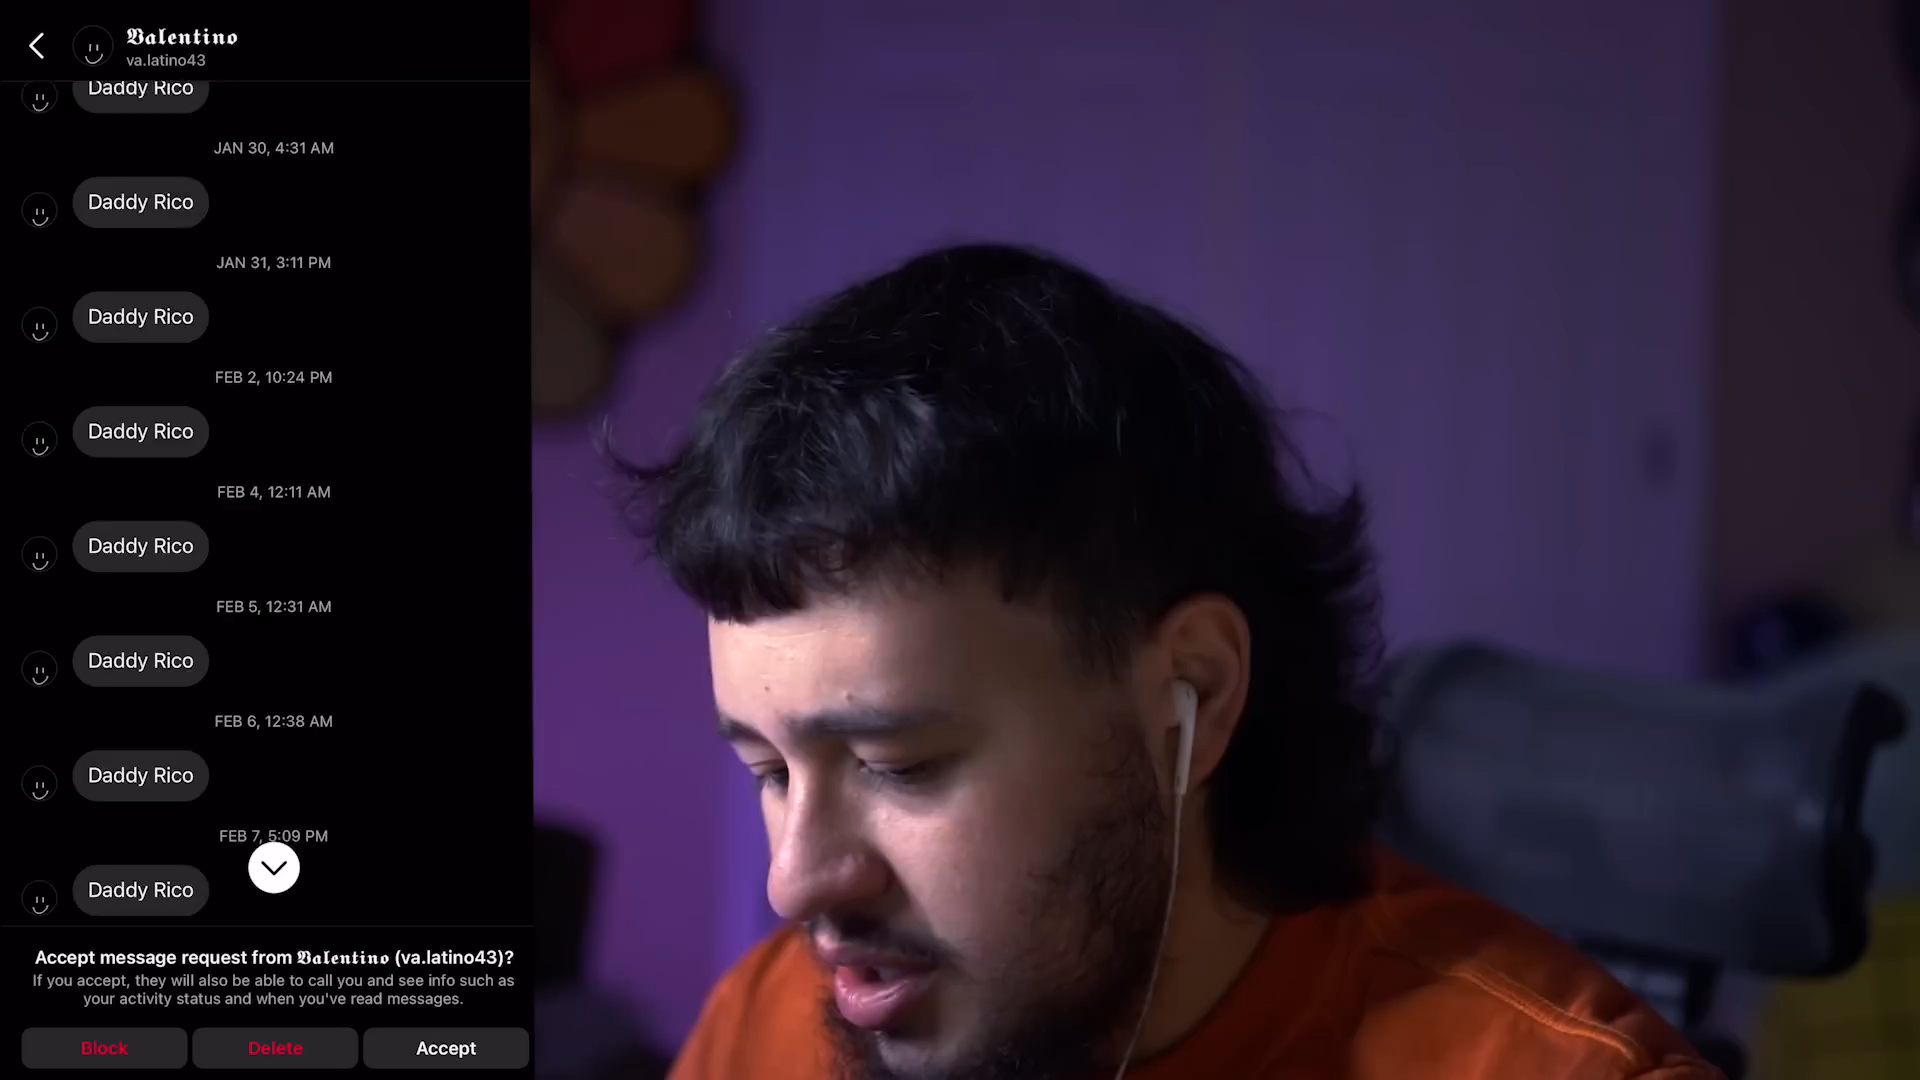 𝕭𝖆𝖑𝖊𝖓𝖙𝖎𝖓𝖔
va.latino43
Daddy Rico
JAN 30, 4:31 AM
Daddy Rico
JAN 31, 3:11 PM
Daddy Rico
FEB 2, 10:24 PM
Daddy Rico
FEB 4, 12:11 AM
Daddy Rico
FEB 5, 12:31 AM
Daddy Rico
FEB 6, 12:38 AM
Daddy Rico
FEB 7, 5:09 PM
Daddy Rico
Accept message request from 𝕭𝖆𝖑𝖊𝖓𝖙𝖎𝖓𝖔 (va.latino43)?
If you accept, they will also be able to call you and see info such as
your activity status and when you've read messages.
Block
Delete
Accept